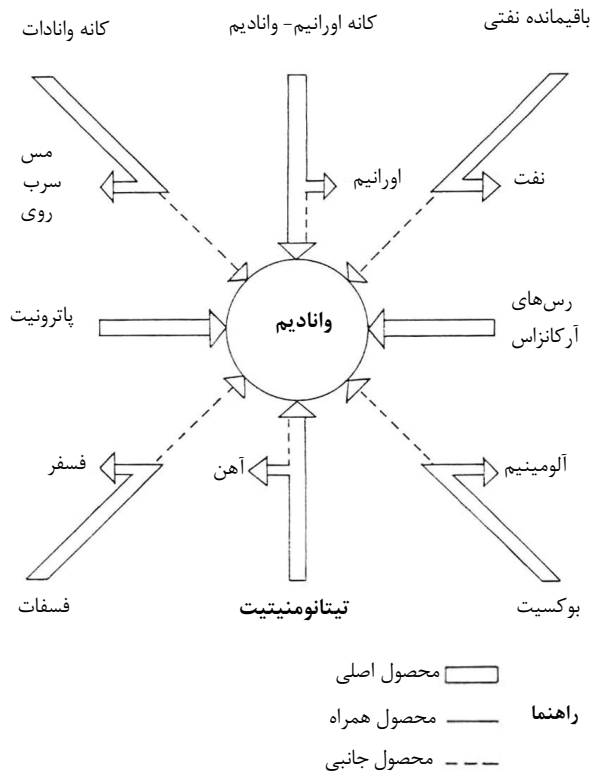 باقیمانده نفتی
کانه اورانیم- وانادیم
کانه وانادات
نفت
اورانیم
مس
سرب
روی
رس‌های
آرکانزاس
وانادیم
پاترونیت
آلومینیم
آهن
فسفر
بوکسیت
تیتانومنیتیت
فسفات
راهنما
محصول اصلی
محصول همراه
محصول جانبی